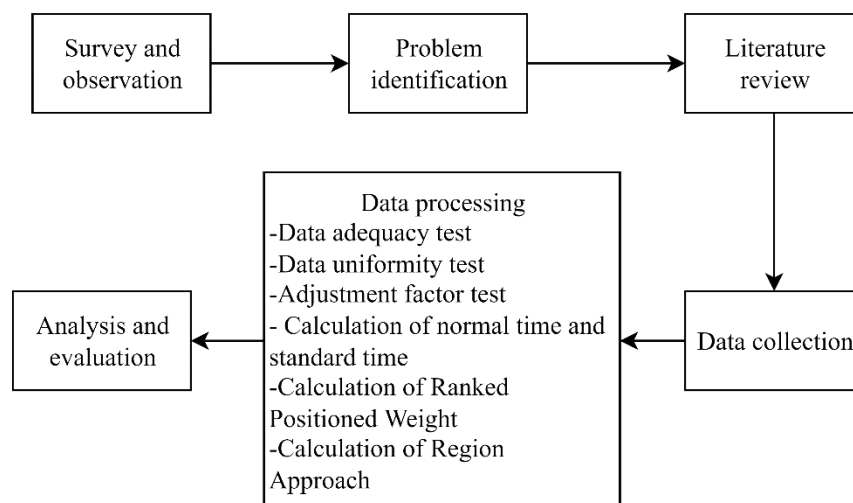 Survey and
observation
Problem
identification
Literature
review
Data collection
Data processing
-Data adequacy test
-Data uniformity test
-Adjustment factor test
- Calculation of normal time and
standard time
-Calculation of Ranked
Positioned Weight
-Calculation of Region
Approach
Analysis and
evaluation